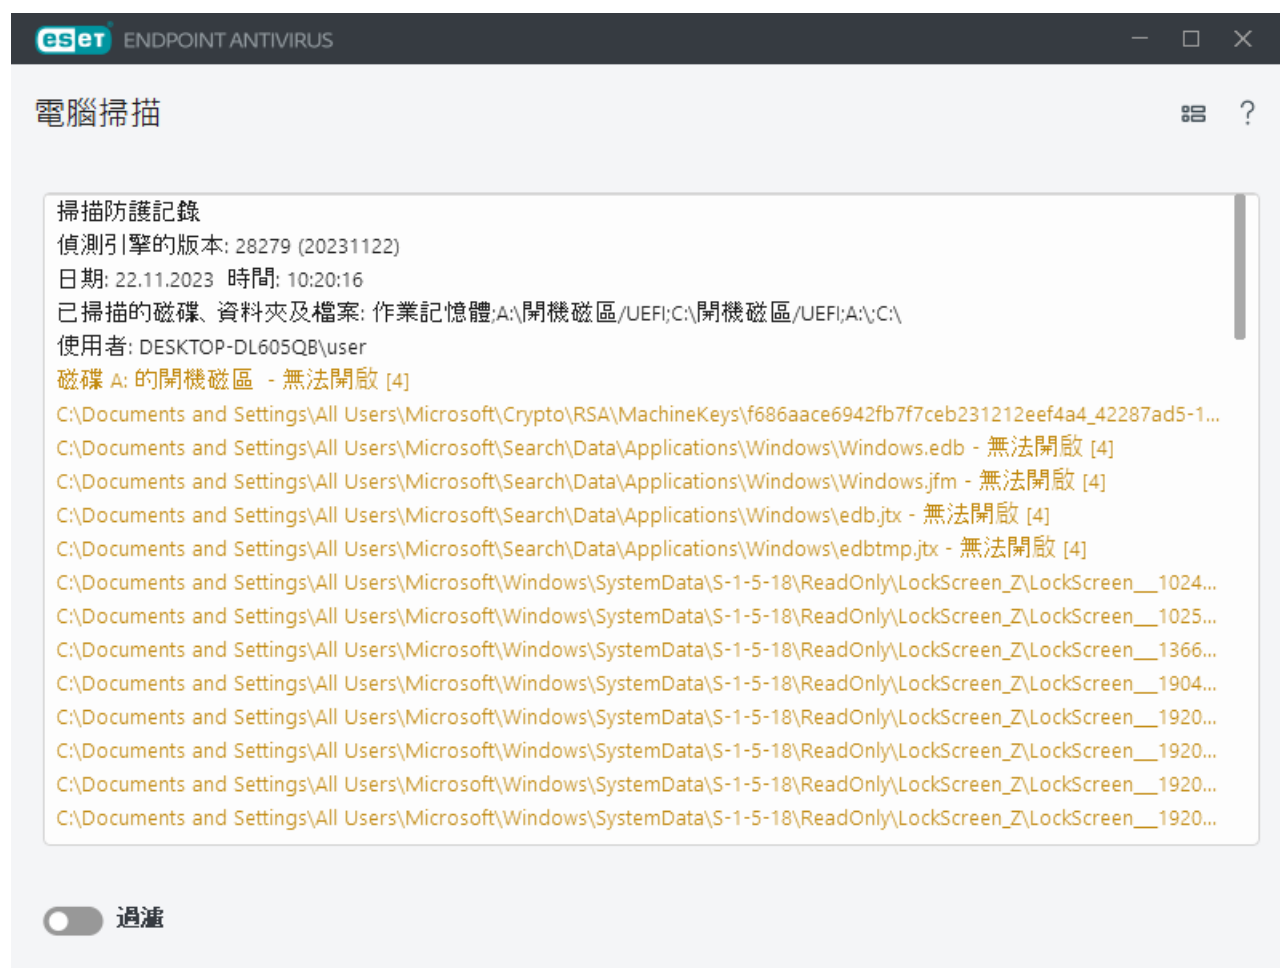 eset ENDPOINT ANTIVIRUS
電腦掃描
?
掃描防護記錄
偵測引擎的版本: 28279 (20231122)
日期: 22.11.2023 時間: 10:20:16
已掃描的磁碟、資料夾及檔案: 作業記憶體;A:\開機磁區/UEFI;C:\開機磁區/UEFI;A:\;C:\
使用者: DESKTOP-DL605QB\user
磁碟 A: 的開機磁區 - 無法開啟 [4]
C:\Documents and Settings\All Users\Microsoft\Crypto\RSA\MachineKeys\f686aace6942fb7f7ceb231212eef4a4_42287ad5-1...
C:\Documents and Settings\All Users\Microsoft\Search\Data\Applications\Windows\Windows.edb - 無法開啟 [4]
C:\Documents and Settings\All Users\Microsoft\Search\Data\Applications\Windows\Windows.jfm - 無法開啟 [4]
C:\Documents and Settings\All Users\Microsoft\Search\Data\Applications\Windows\edb.jtx - 無法開啟 [4]
C:\Documents and Settings\All Users\Microsoft\Search\Data\Applications\Windows\edbtmp.jtx - 無法開啟 [4]
C:\Documents and Settings\All Users\Microsoft\Windows\SystemData\S-1-5-18\ReadOnly\LockScreen_Z\LockScreen___1024...
C:\Documents and Settings\All Users\Microsoft\Windows\SystemData\S-1-5-18\ReadOnly\LockScreen_Z\LockScreen___1025...
C:\Documents and Settings\All Users\Microsoft\Windows\SystemData\S-1-5-18\ReadOnly\LockScreen_Z\LockScreen___1366...
C:\Documents and Settings\All Users\Microsoft\Windows\SystemData\S-1-5-18\ReadOnly\LockScreen_Z\LockScreen___1904...
C:\Documents and Settings\All Users\Microsoft\Windows\SystemData\S-1-5-18\ReadOnly\LockScreen_Z\LockScreen___1920...
C:\Documents and Settings\All Users\Microsoft\Windows\SystemData\S-1-5-18\ReadOnly\LockScreen_Z\LockScreen___1920...
C:\Documents and Settings\All Users\Microsoft\Windows\SystemData\S-1-5-18\ReadOnly\LockScreen_Z\LockScreen___1920...
C:\Documents and Settings\All Users\Microsoft\Windows\SystemData\S-1-5-18\ReadOnly\LockScreen_Z\LockScreen___1920...
過濾